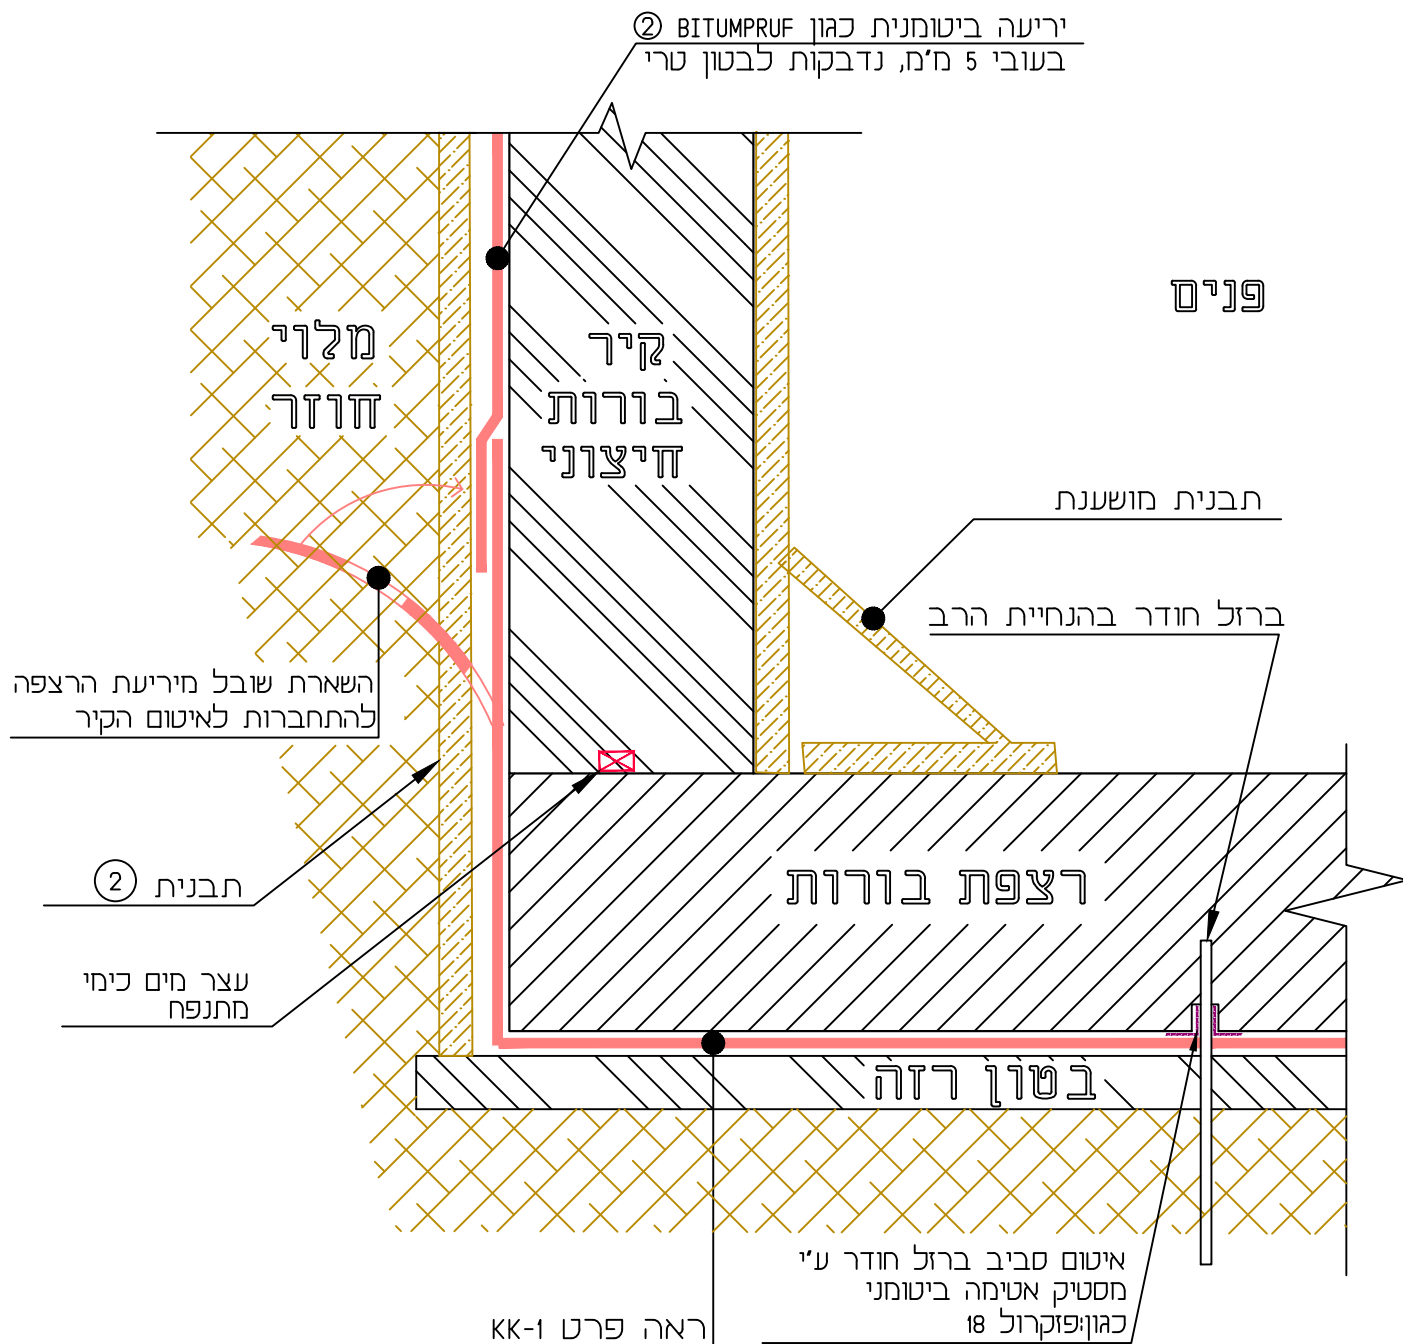 יריעה ביטומנית כגון BITUMPRUF ②
בעובי 5 מ'מ, נדבקות לבטון טרי
פנים
מלוי
חוזר
קיר
בורות
חיצוני
תבנית מושענת
ברזל חודר בהנחיית הרב
השארת שובל מיריעת הרצפה
להתחברות לאיטום הקיר
תבנית ②
רצפת בורות
עצר מים כימי
מתנפח
בטון רזה
איטום סביב ברזל חודר ע'י
מסטיק אטימה ביטומני
כגון:פזקרול 18
ראה פרט KK-1